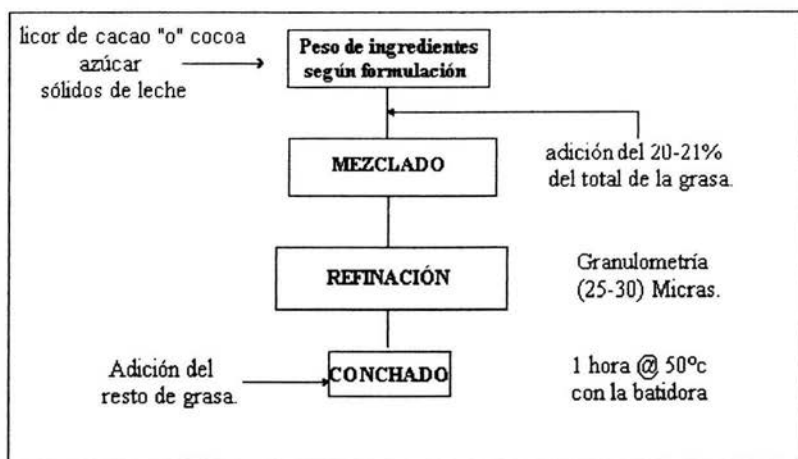 licor de cacao "o" cocoa
azúcar
sólidos de leche
Peso de ingredientes
según formulación
MEZCLADO
adición del 20-21%
del total de la grasa.
REFINACIÓN
Granulometría
(25-30) Micras.
Adición del
resto de grasa.
CONCHADO
1 hora @ 50°c
con la batidora